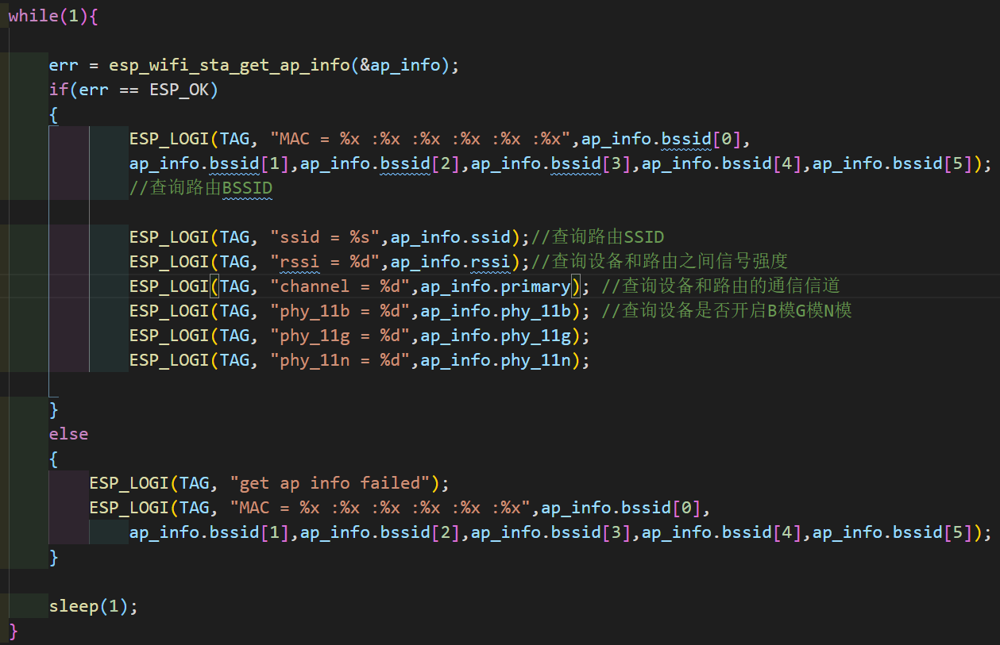 while(1){
err = esp_wifi_sta_get_ap_info(&ap_info);
if(err == ESP_OK)
{
ESP_LOGI(TAG, "MAC = %x :%x :%x :%x :%x :%x",ap_info.bssid[0],
ap_info.bssid[1],ap_info.bssid[2],ap_info.bssid[3],ap_info.bssid[4],ap_info.bssid[5]);
//查询路由BSSID
ESP_LOGI(TAG, "ssid = %s",ap_info.ssid);//查询路由SSID
ESP_LOGI(TAG, "rssi = %d",ap_info.rssi);//查询设备和路由之间信号强度
ESP_LOGI(TAG, "channel = %d",ap_info.primary); //查询设备和路由的通信信道
ESP_LOGI(TAG, "phy_11b = %d",ap_info.phy_11b); //查询设备是否开启B模G模N模
ESP_LOGI(TAG, "phy_11g = %d",ap_info.phy_11g);
ESP_LOGI(TAG, "phy_11n = %d",ap_info.phy_11n);
}
else
{
ESP_LOGI(TAG, "get ap info failed");
ESP_LOGI(TAG, "MAC = %x :%x :%x :%x :%x :%x",ap_info.bssid[0],
ap_info.bssid[1],ap_info.bssid[2],ap_info.bssid[3],ap_info.bssid[4],ap_info.bssid[5]);
}
sleep(1);
}